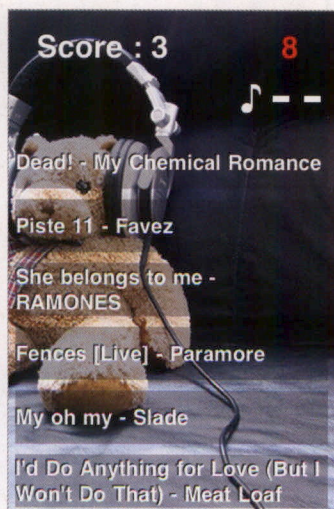 Score : 3 8
♪ - -
Dead! - My Chemical Romance
Piste 11 - Favez
She belongs to me -
RAMONES
Fences [Live] - Paramore
My oh my - Slade
I'd Do Anything for Love (But I
Won't Do That) - Meat Loaf